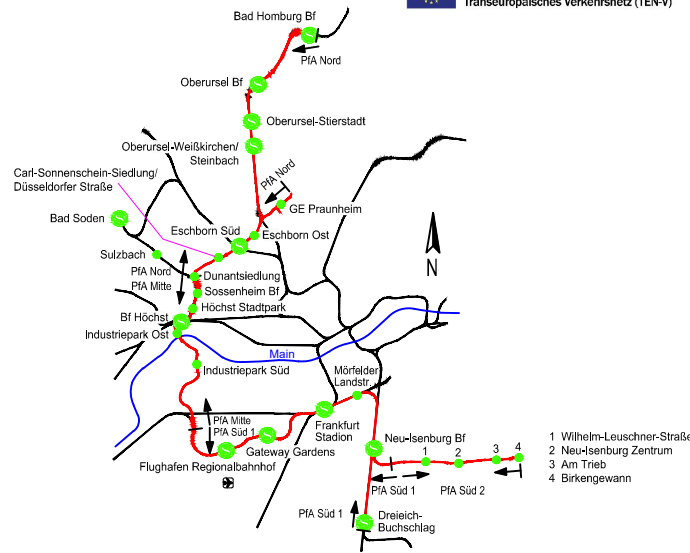 Transeuropäisches Verkehrsnetz (TEN-V)
Bad Homburg Bf
PfA Nord
Oberursel Bf
Oberursel-Stierstadt
Oberursel-Weißkirchen/
Steinbach
Carl-Sonnenschein-Siedlung/
Düsseldorfer Straße
PfA Nord
GE Praunheim
Bad Soden
Eschborn Süd
Eschborn Ost
Sulzbach
PfA Nord
PfA Mitte
Dunantsiedlung
Sossenheim Bf
Höchst Stadtpark
Bf Höchst
Industriepark Ost
N
Main
Industriepark Süd
Mörfelder
Landstr.
PfA Mitte
PfA Süd 1
Frankfurt
Stadion
Gateway Gardens
Flughafen Regionalbahnhof
Neu-Isenburg Bf
1
2
3
4
1 Wilhelm-Leuschner-Straße
2 Neu-Isenburg Zentrum
3 Am Trieb
4 Birkengewann
PfA Süd 1
PfA Süd 2
PfA Süd 1
Dreieich-
Buchschlag